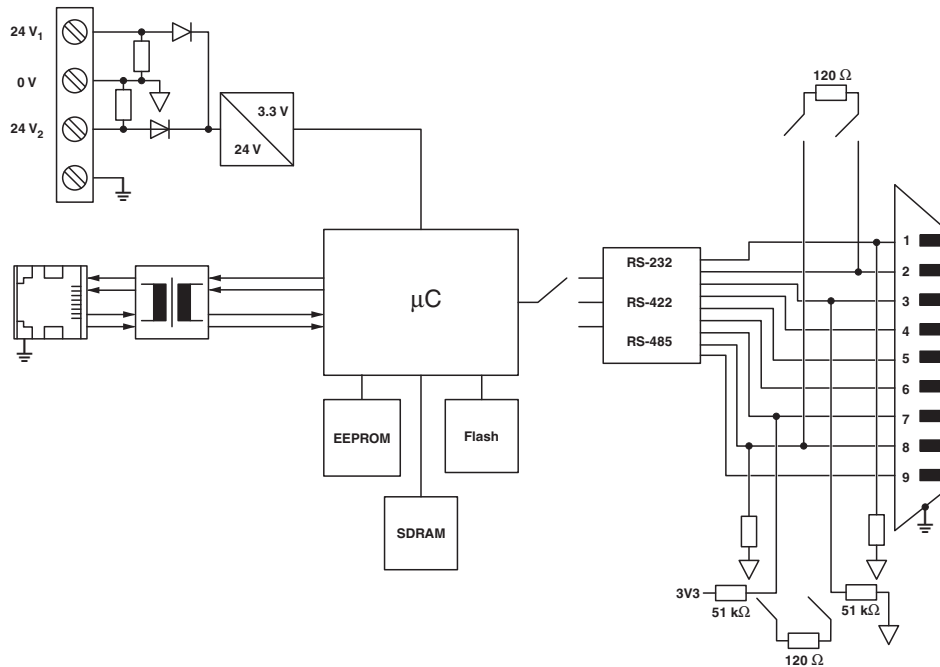 24 V1
0 V
24 V2
3.3 V
24 V
120 Ω
µC
RS-232
RS-422
RS-485
1
2
3
4
5
6
7
8
9
EEPROM
Flash
SDRAM
3V3
51 kΩ
51 kΩ
120 Ω